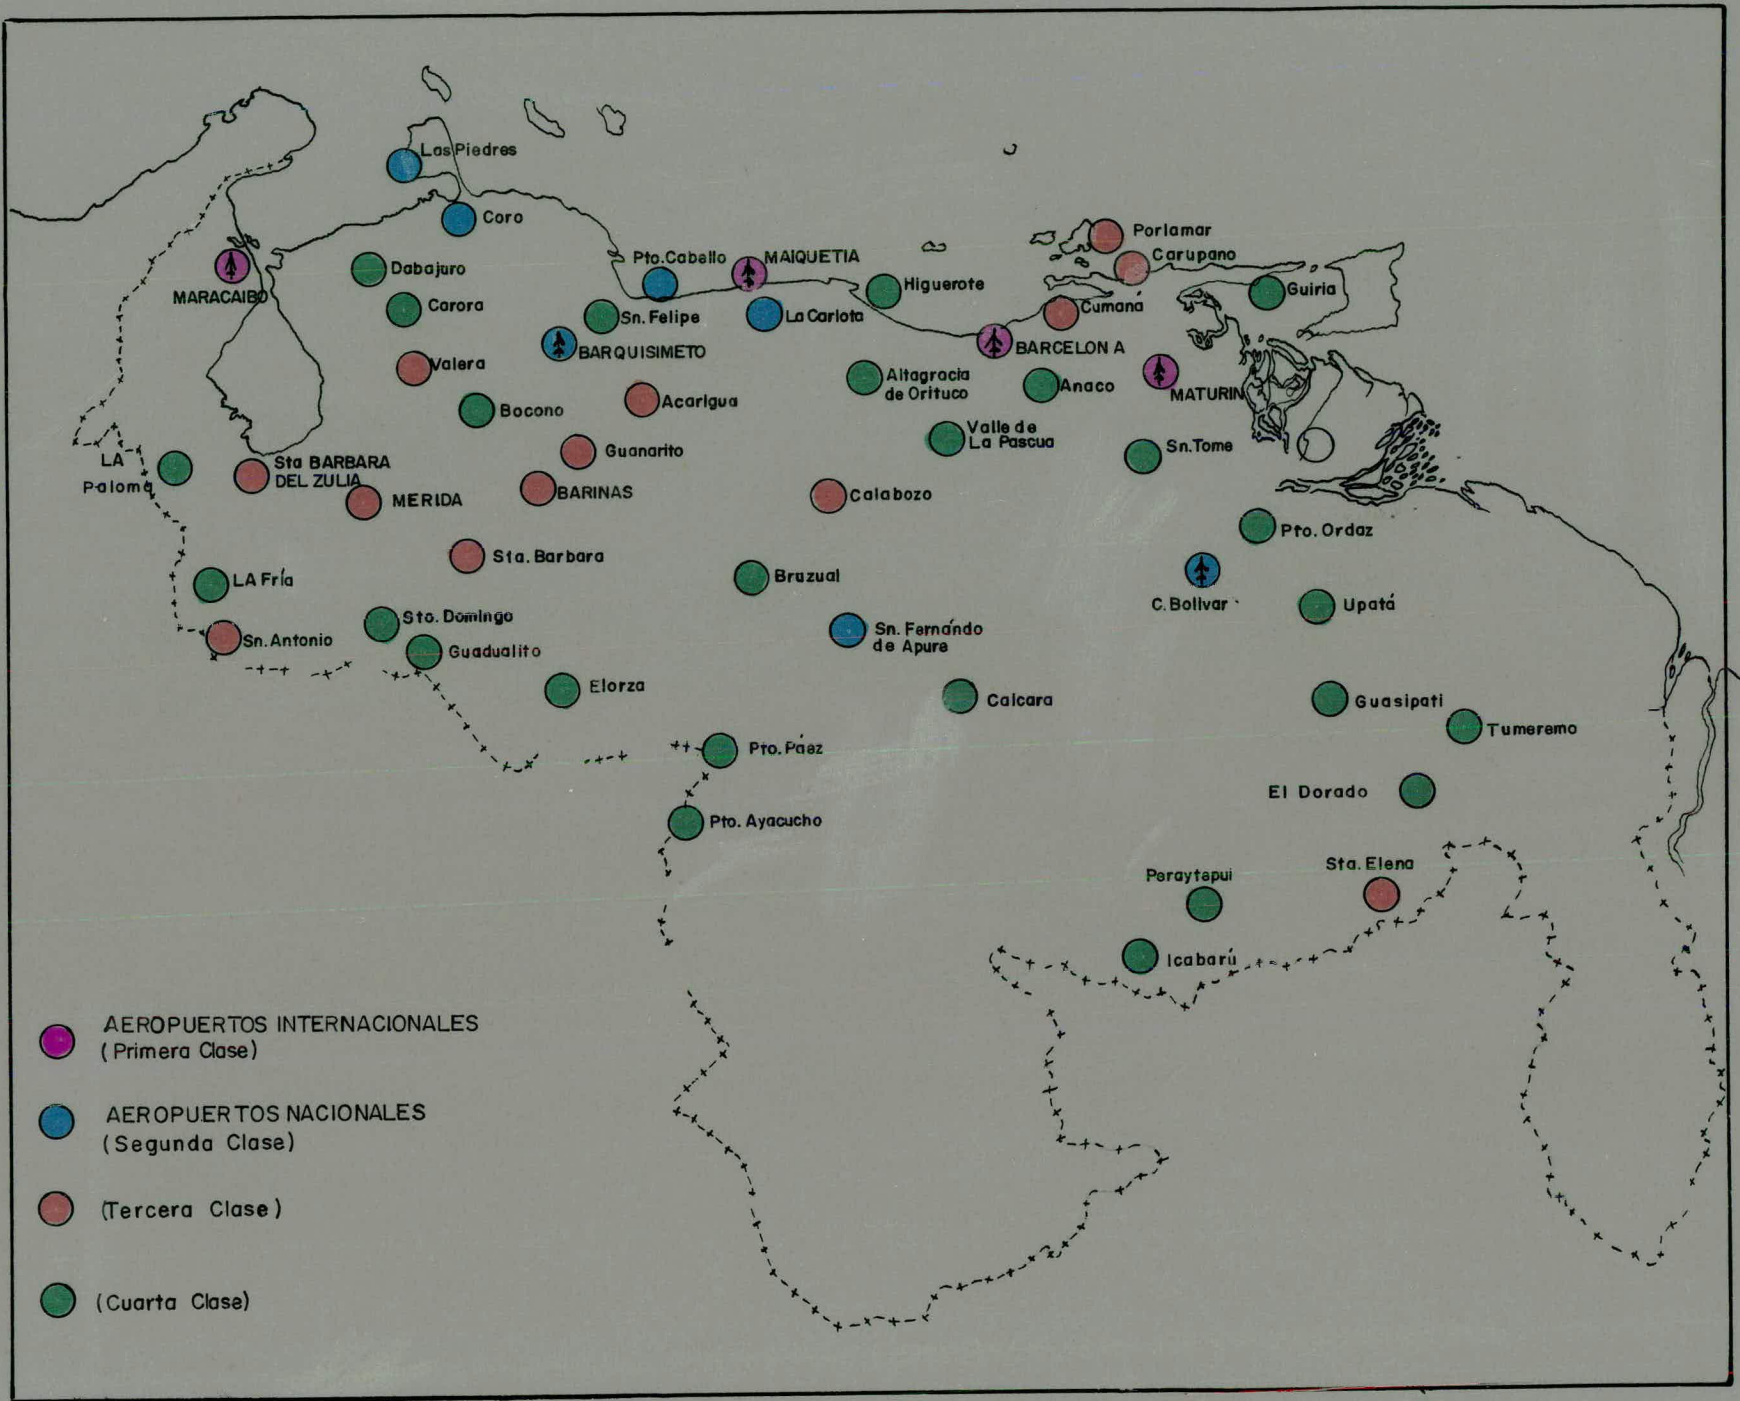 Las Piedres
Coro
Porlamar
Carupano
Pto.Cabello
MAIQUETIA
Dabajuro
Higuerote
Guiria
MARACAIBO
Carora
Sn. Felipe
La Carlota
Cumaná
BARQUISIMETO
BARCELONA
Valera
Altagracia
de Orituco
Anaco
MATURIN
Acarigua
Bocono
Valle de
La Pascua
Sn. Tome
Guanarito
LA
Paloma
Sta BARBARA
DEL ZULIA
MERIDA
BARINAS
Calabozo
Pto. Ordaz
Sta. Barbara
LA Fría
Bruzual
C. Bolivar
Upatá
Sto. Domingo
Sn. Antonio
Guadualito
Sn. Fernándo
de Apure
Elorza
Caicara
Guasipati
Tumeremo
Pto. Páez
El Dorado
Pto. Ayacucho
Sta. Elena
Peraytepui
Icabarú
AEROPUERTOS INTERNACIONALES
(Primera Clase)
AEROPUERTOS NACIONALES
(Segunda Clase)
(Tercera Clase)
(Cuarta Clase)